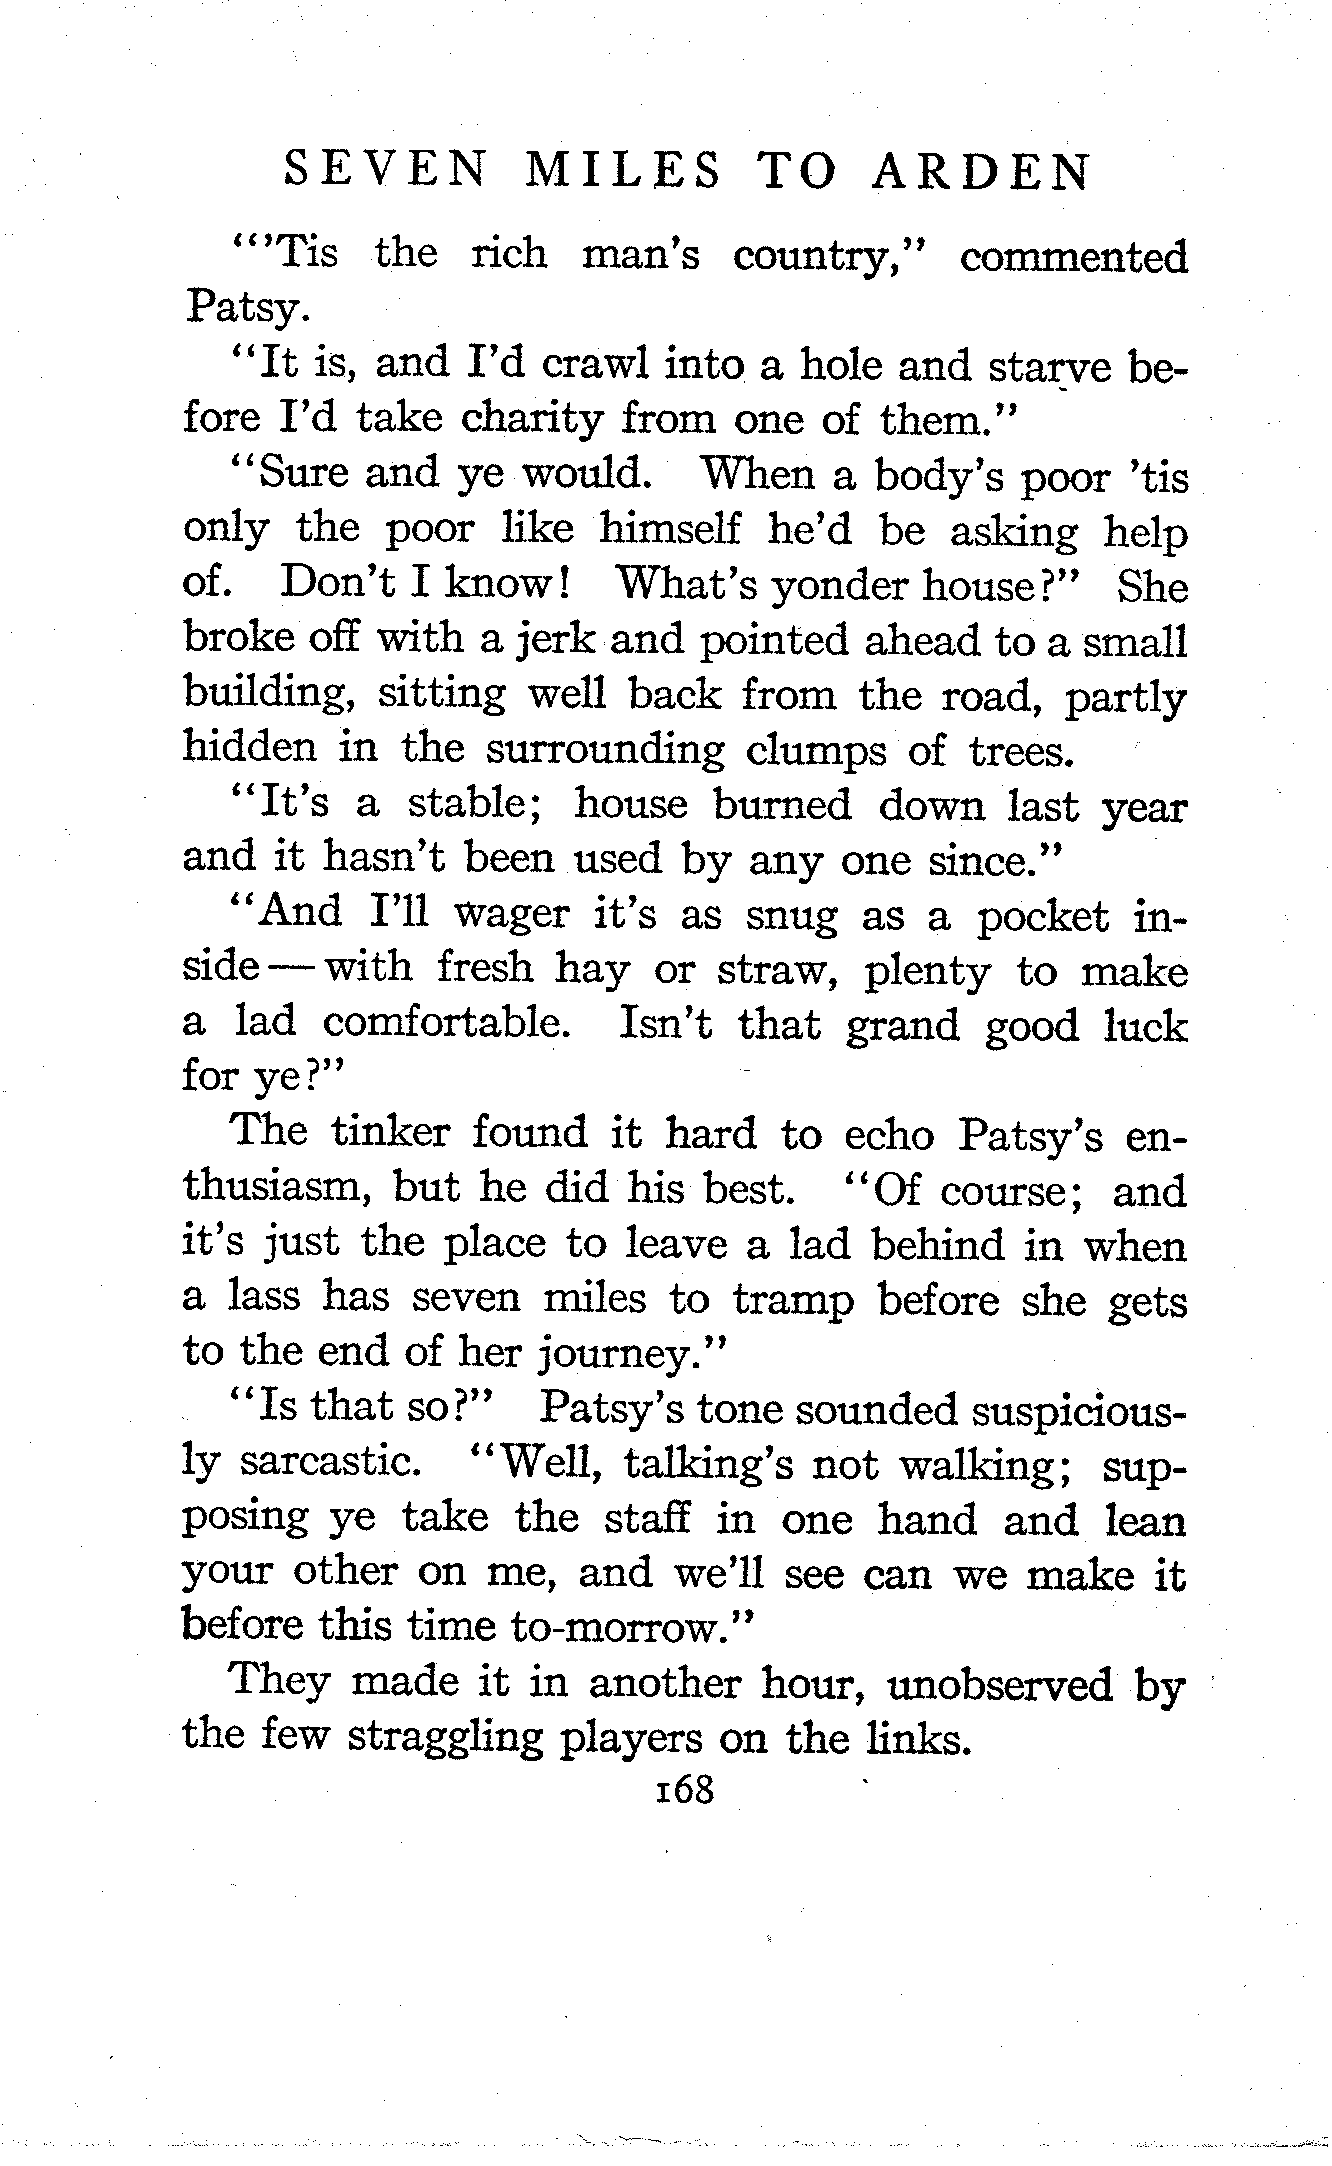 SEVEN MILES TO ARDEN
“’Tis the rich man’s country,” commented
Patsy.
“It is, and I’d crawl into a hole and starve be-
fore I’d take charity from one of them.”
“Sure and ye would. When a body’s poor ’tis
only the poor like himself he’d be asking help
of. Don’t I know! What’s yonder house?” She
broke off with a jerk and pointed ahead to a small
building, sitting well back from the road, partly
hidden in the surrounding clumps of trees.
“It’s a stable; house burned down last year
and it hasn’t been used by any one since.”
“And I’ll wager it’s as snug as a pocket in-
side—with fresh hay or straw, plenty to make
a lad comfortable. Isn’t that grand good luck
for ye?”
The tinker found it hard to echo Patsy’s en-
thusiasm, but he did his best. “Of course; and
it’s just the place to leave a lad behind in when
a lass has seven miles to tramp before she gets
to the end of her journey.”
“Is that so?” Patsy’s tone sounded suspicious-
ly sarcastic. “Well, talking’s not walking; sup-
posing ye take the staff in one hand and lean
your other on me, and we’ll see can we make it
before this time to-morrow.”
They made it in another hour, unobserved by
the few straggling players on the links.
168